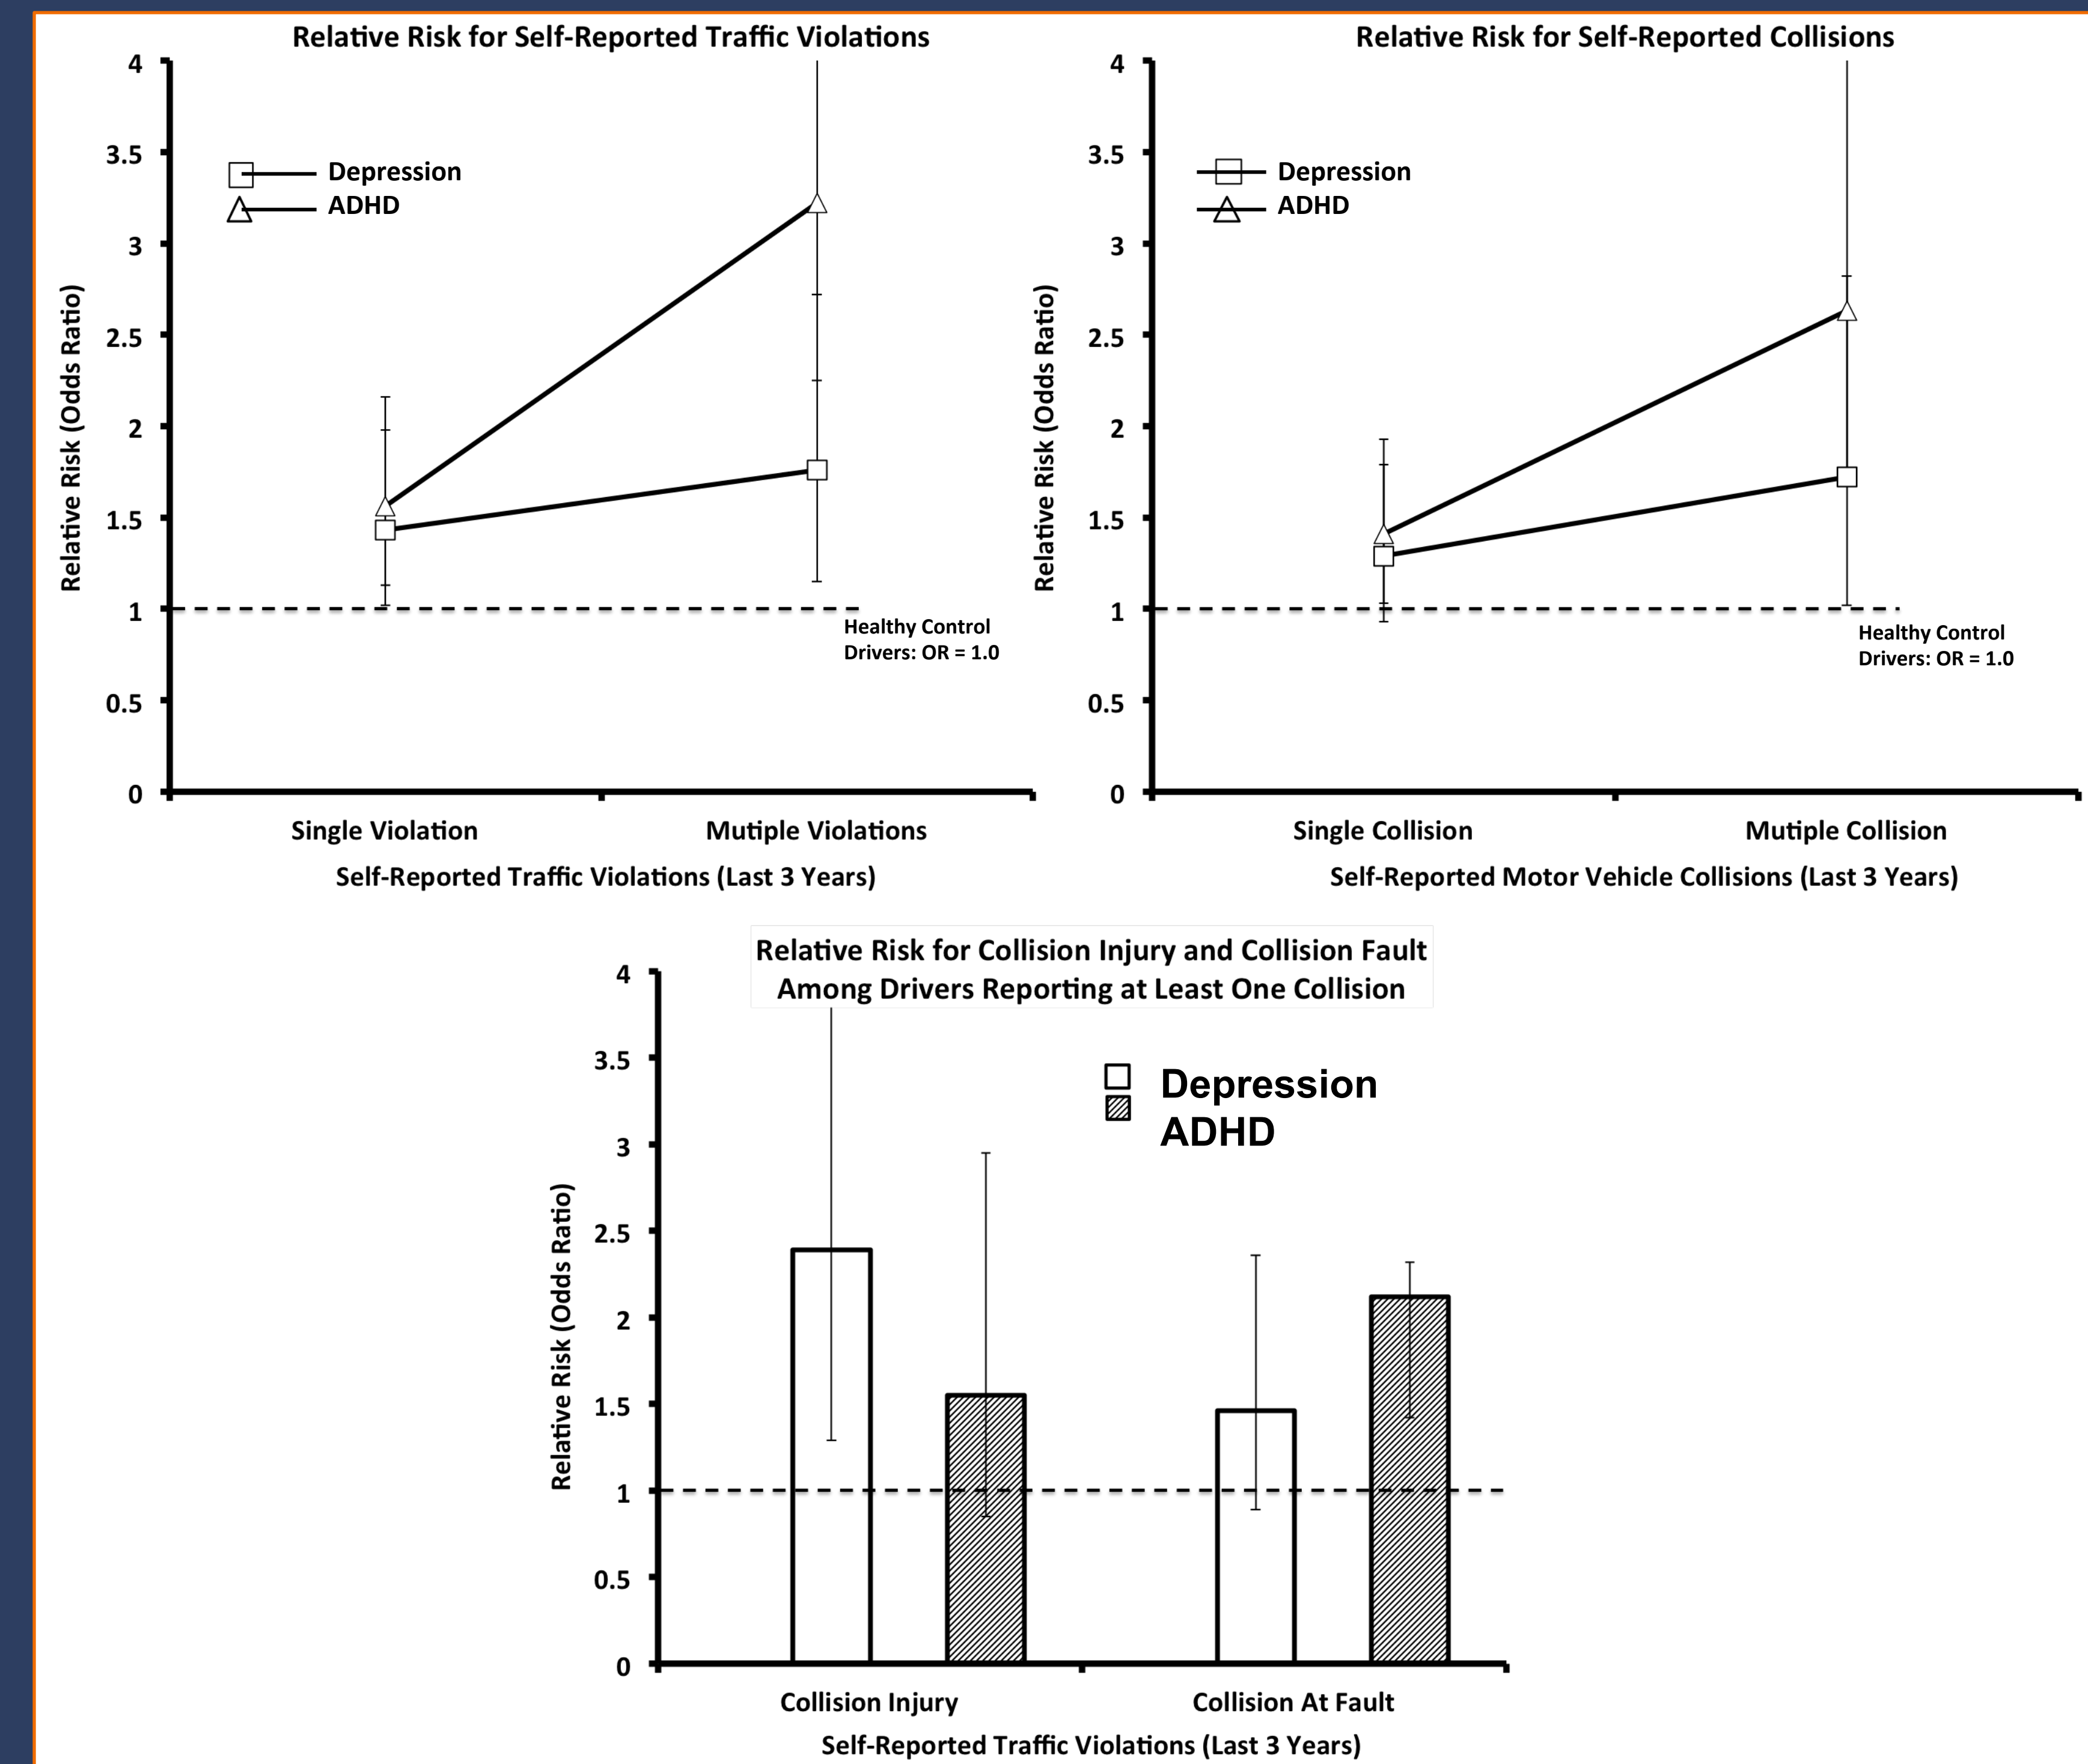 Relative Risk for Self-Reported Traffic Violations
4
3.5
3
2.5
2
1.5
1
0.5
0
Relative Risk (Odds Ratio)
Depression
ADHD
Healthy Control
Drivers: OR = 1.0
Single Violation
Mutiple Violations
Self-Reported Traffic Violations (Last 3 Years)
Relative Risk for Self-Reported Collisions
4
3.5
3
2.5
2
1.5
1
0.5
0
Relative Risk (Odds Ratio)
Depression
ADHD
Healthy Control
Drivers: OR = 1.0
Single Collision
Mutiple Collision
Self-Reported Motor Vehicle Collisions (Last 3 Years)
Relative Risk for Collision Injury and Collision Fault
Among Drivers Reporting at Least One Collision
4
3.5
3
2.5
2
1.5
1
0.5
0
Relative Risk (Odds Ratio)
Depression
ADHD
Collision Injury
Collision At Fault
Self-Reported Traffic Violations (Last 3 Years)